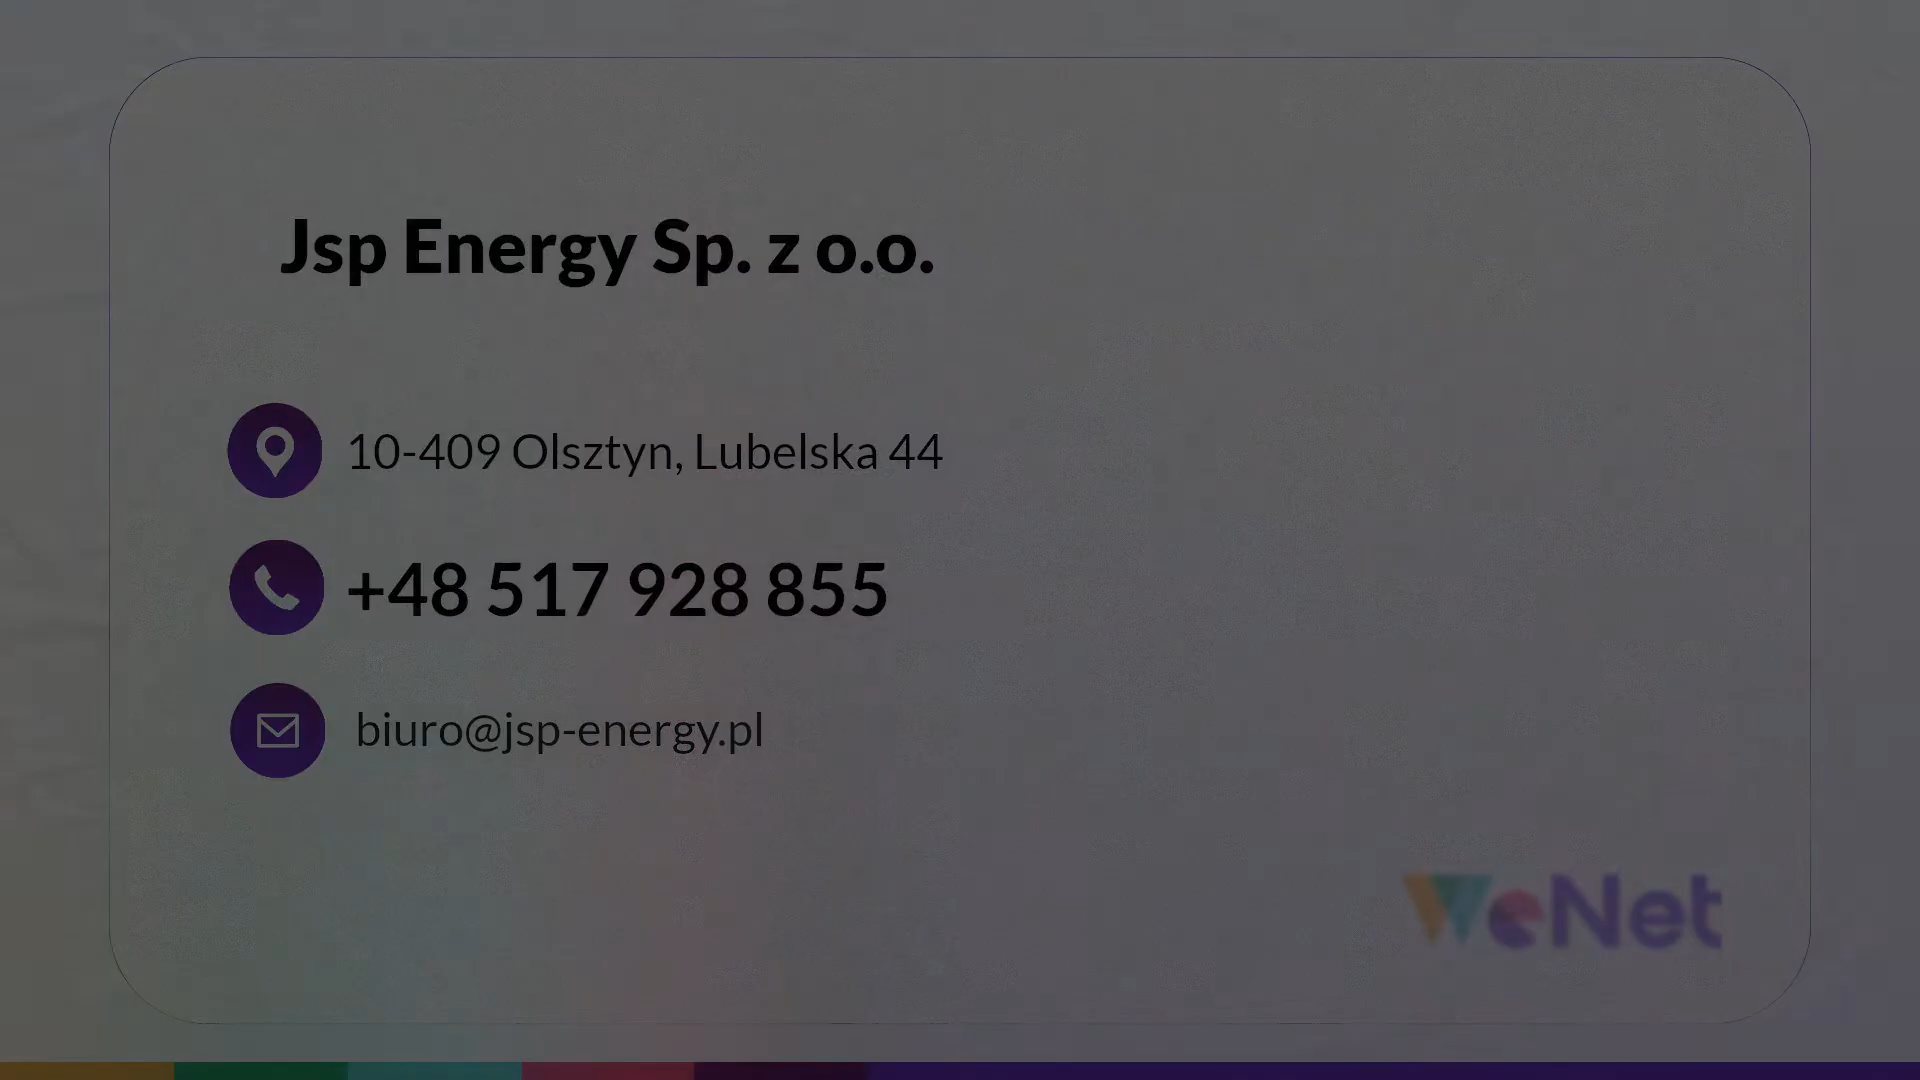 Jsp Energy Sp. z o.o.
10-409 Olsztyn, Lubelska 44
+48 517 928 855
biuro@jsp-energy.pl
WeNet